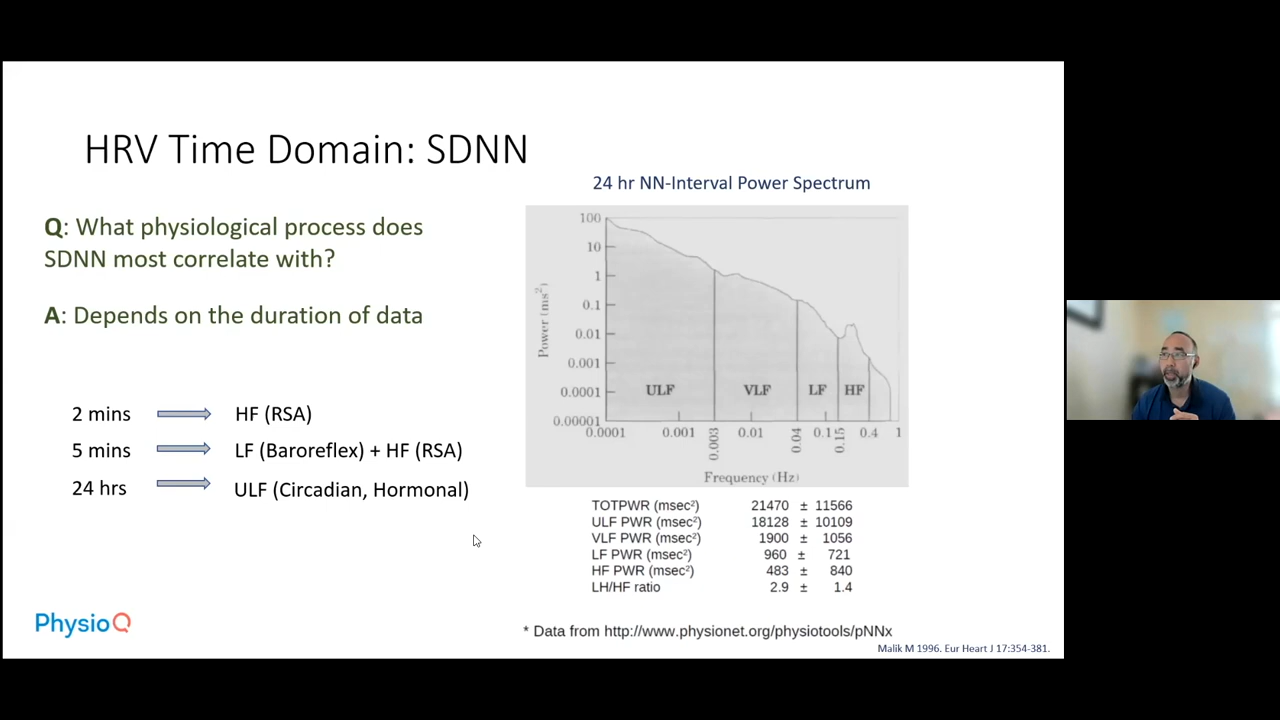 HRV Time Domain: SDNN
Q: What physiological process does
SDNN most correlate with?
A: Depends on the duration of data
2 mins HF (RSA)
5 mins LF (Baroreflex) + HF (RSA)
24 hrs ULF (Circadian, Hormonal)
PhysioQ
24 hr NN-Interval Power Spectrum
Power (ms²)
100
10
1
0.1
0.01
0.001
0.0001
0.00001
ULF VLF LF HF
0.0001 0.001 0.003 0.01 0.04 0.1 0.15 0.4 1
Frequency (Hz)
TOTPWR (msec²) 21470 ± 11566
ULF PWR (msec²) 18128 ± 10109
VLF PWR (msec²) 1900 ± 1056
LF PWR (msec²) 960 ± 721
HF PWR (msec²) 483 ± 840
LH/HF ratio 2.9 ± 1.4
* Data from http://www.physionet.org/physiotools/pNNx
Malik M 1996. Eur Heart J 17:354-381.